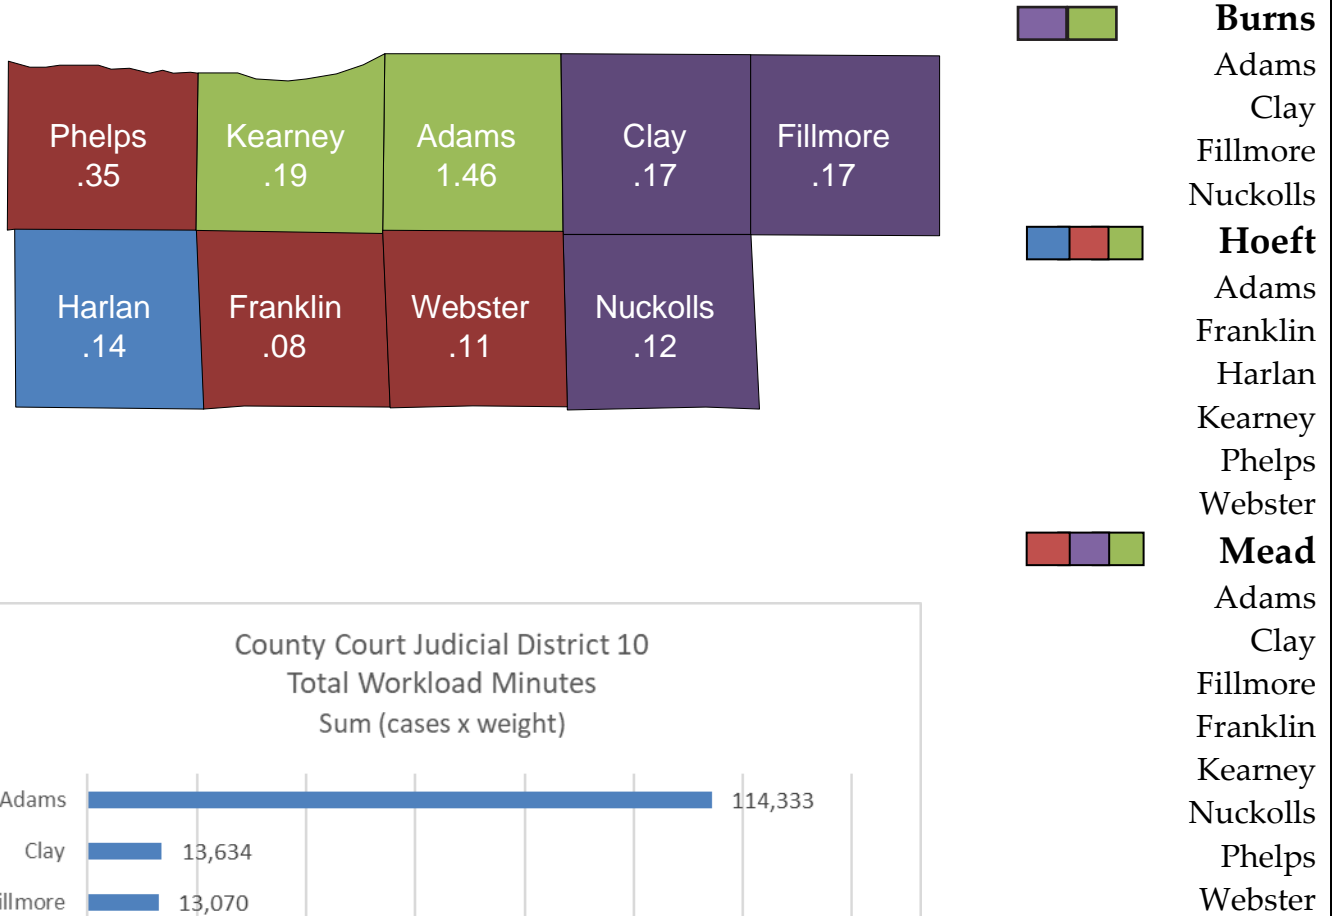 Phelps
.35
Kearney
.19
Adams
1.46
Clay
.17
Fillmore
.17
Harlan
.14
Franklin
.08
Webster
.11
Nuckolls
.12
Burns
Adams
Clay
Fillmore
Nuckolls
Hoeft
Adams
Franklin
Harlan
Kearney
Phelps
Webster
Mead
Adams
Clay
Fillmore
Franklin
Kearney
Nuckolls
Phelps
Webster
County Court Judicial District 10
Total Workload Minutes
Sum (cases x weight)
Adams 114,333
Clay 13,634
illmore 13,070